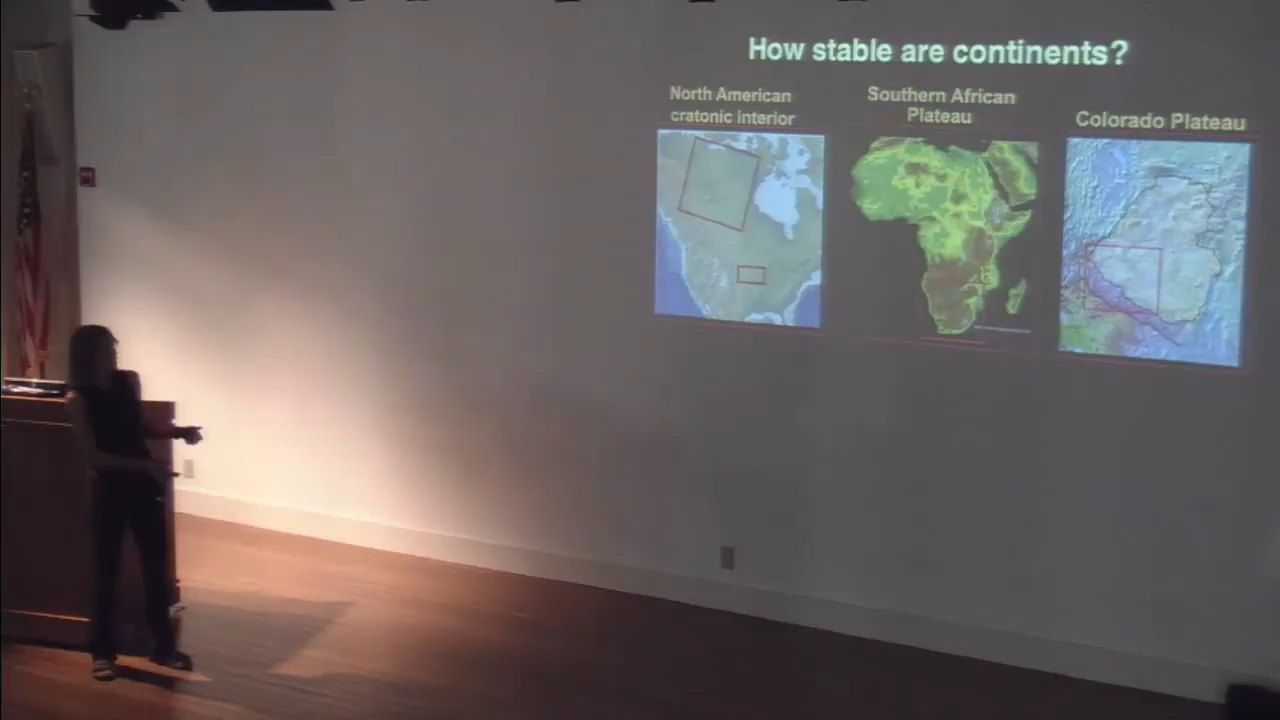 How stable are continents?
North American
cratonic interior
Southern African
Plateau
Colorado Plateau